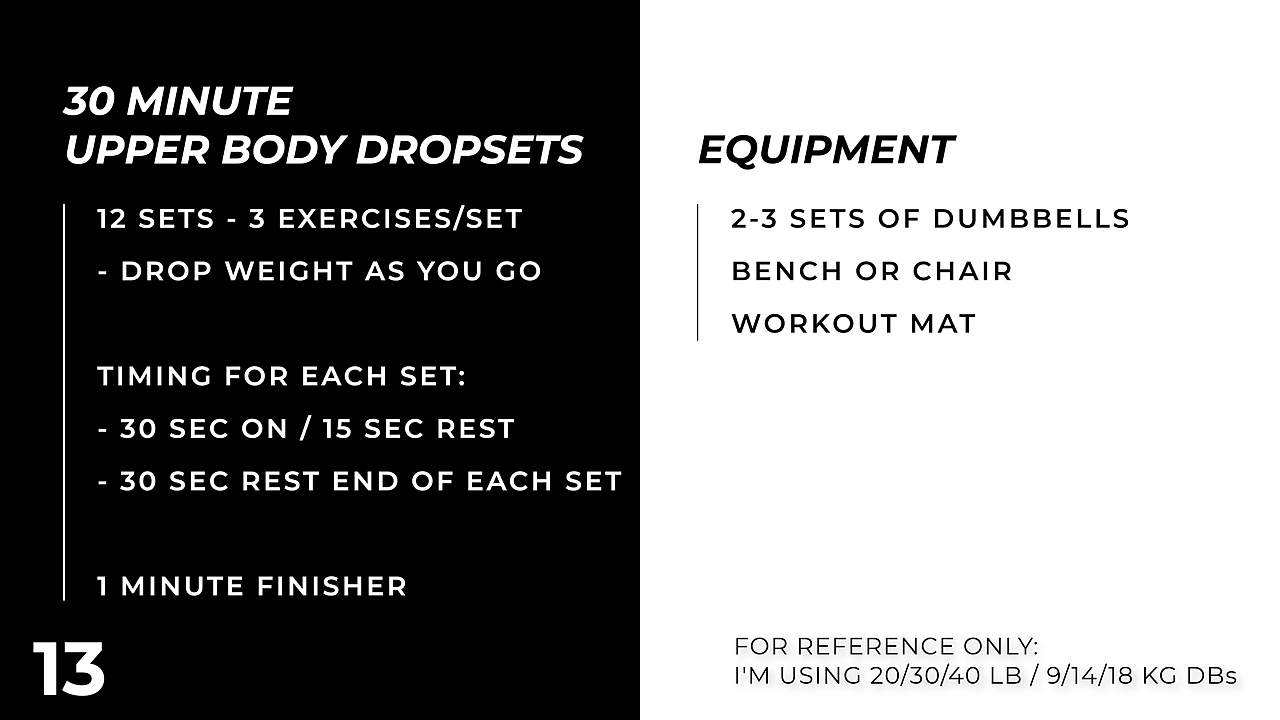 30 MINUTE
UPPER BODY DROPSETS
12 SETS - 3 EXERCISES/SET
- DROP WEIGHT AS YOU GO
TIMING FOR EACH SET:
- 30 SEC ON / 15 SEC REST
- 30 SEC REST END OF EACH SET
1 MINUTE FINISHER
13
EQUIPMENT
2-3 SETS OF DUMBBELLS
BENCH OR CHAIR
WORKOUT MAT
FOR REFERENCE ONLY:
I'M USING 20/30/40 LB / 9/14/18 KG DBs